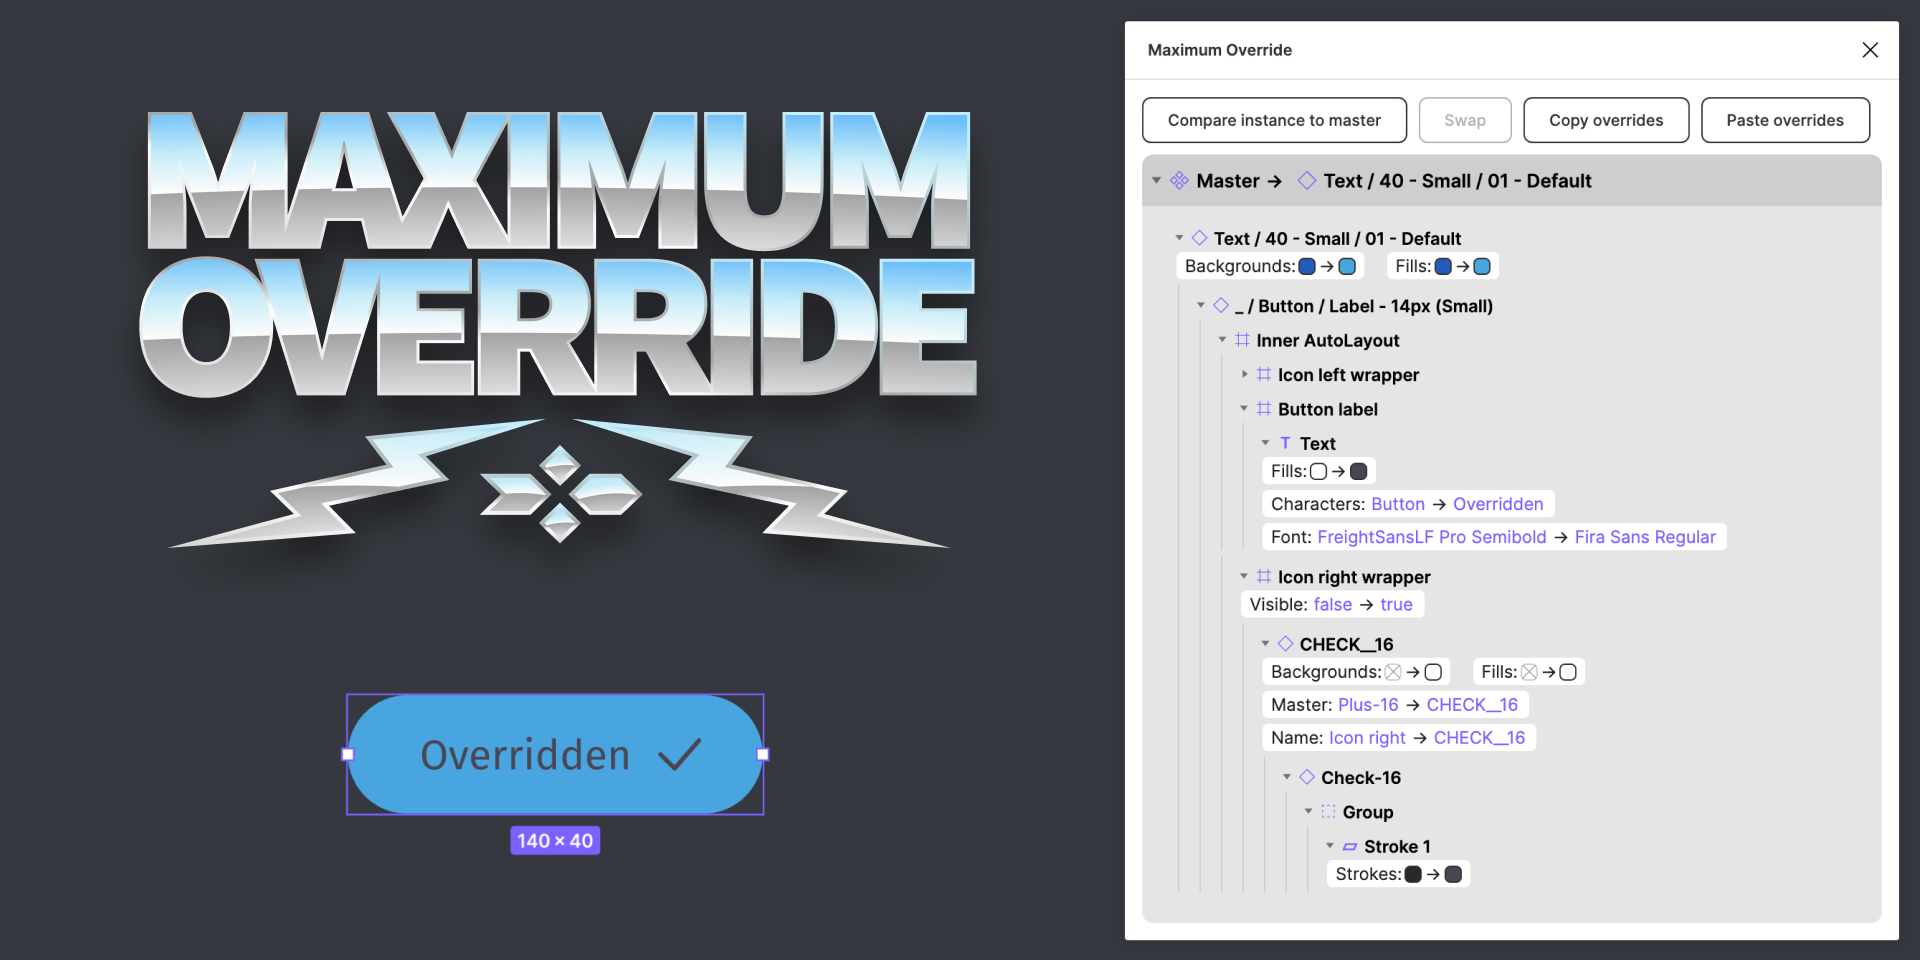 MAXIMUM
OVERRIDE
Overridden
140 × 40
Maximum Override
Compare instance to master
Swap
Copy overrides
Paste overrides
Master → Text / 40 - Small / 01 - Default
Text / 40 - Small / 01 - Default
Backgrounds: → Fills: →
_ / Button / Label - 14px (Small)
Inner AutoLayout
Icon left wrapper
Button label
T Text
Fills: →
Characters: Button → Overridden
Font: FreightSansLF Pro Semibold → Fira Sans Regular
Icon right wrapper
Visible: false → true
CHECK__16
Backgrounds: → Fills: →
Master: Plus-16 → CHECK__16
Name: Icon right → CHECK__16
Check-16
Group
Stroke 1
Strokes: →